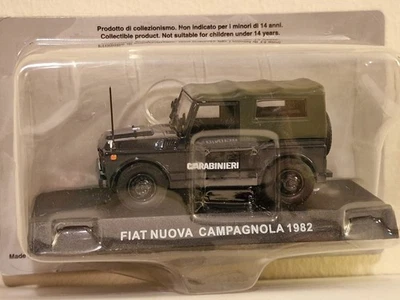 Prodotto di collezionismo. Non indicato per i minori di 14 anni.
Collectible product. Not suitable for children under 14 years.
CARABINIERI
FIAT NUOVA CAMPAGNOLA 1982
Made